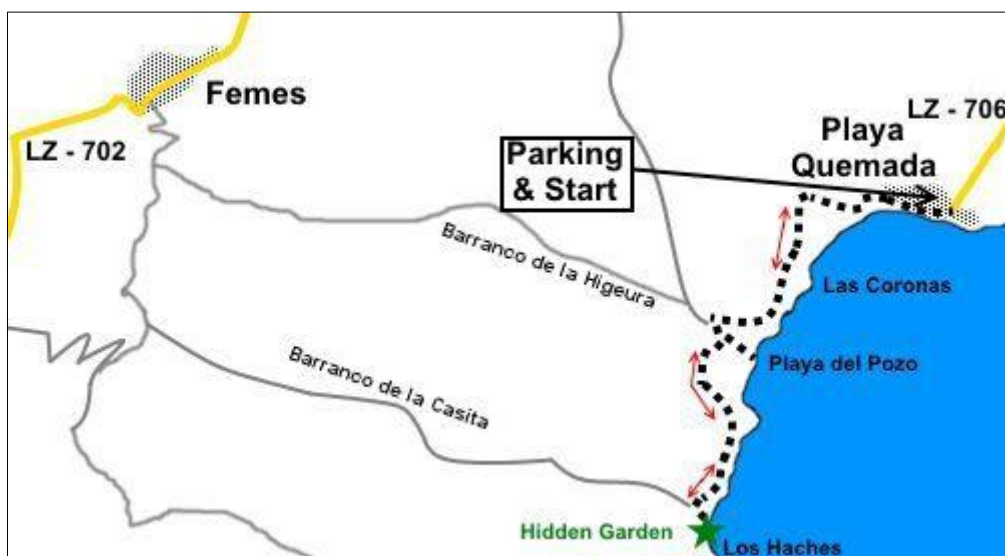 Femes
LZ - 702
LZ - 706
Playa
Quemada
Parking
& Start
Barranco de la Higeura
Las Coronas
Barranco de la Casita
Playa del Pozo
Hidden Garden
Los Haches